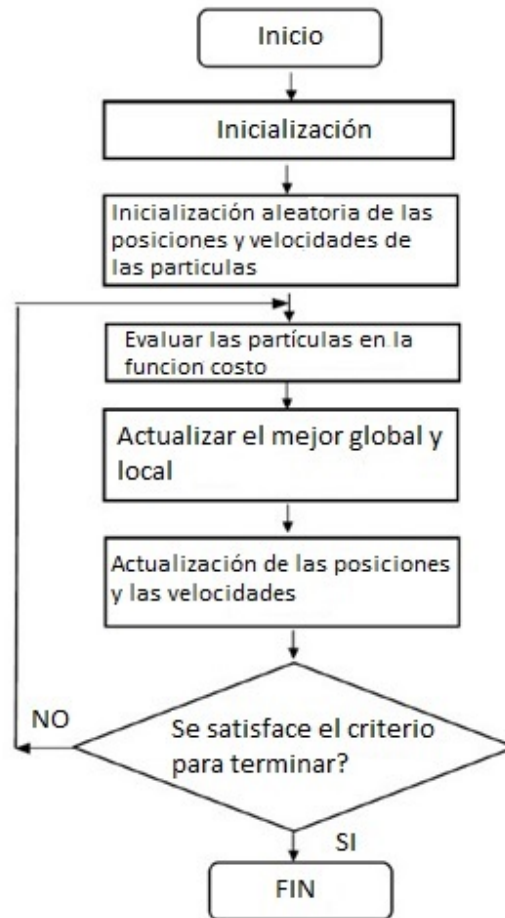 Inicio
Inicialización
Inicialización aleatoria de las
posiciones y velocidades de
las particulas
Evaluar las partículas en la
funcion costo
Actualizar el mejor global y
local
Actualización de las posiciones
y las velocidades
Se satisface el criterio
para terminar?
NO
SI
FIN